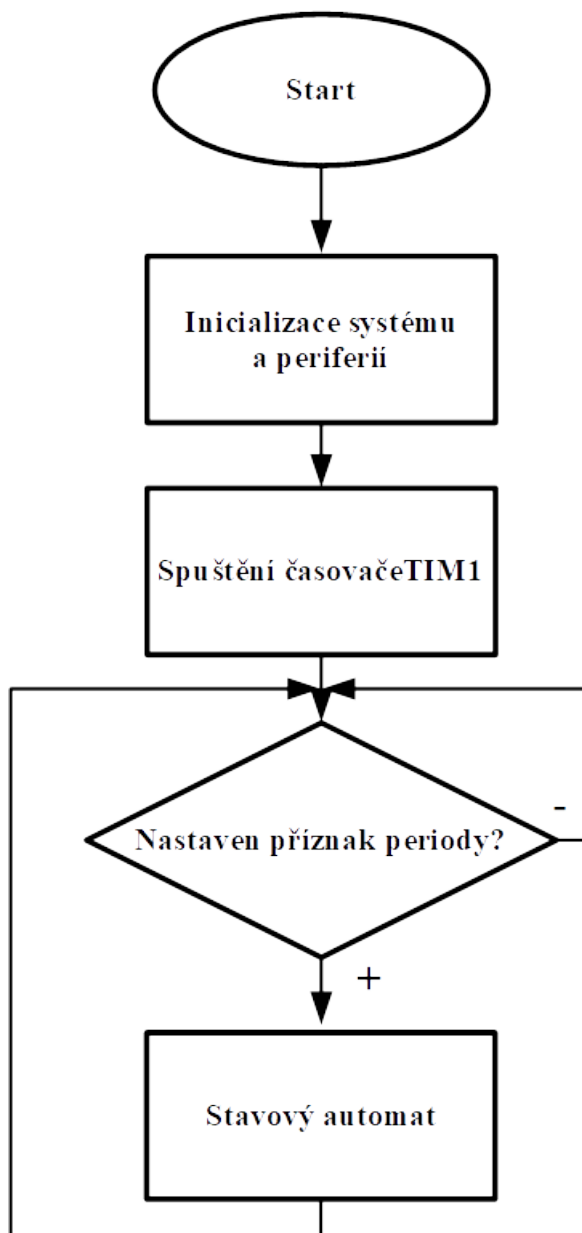 Start
Inicializace systému
a periferií
Spuštění časovačeTIM1
Nastaven příznak periody?
-
+
Stavový automat